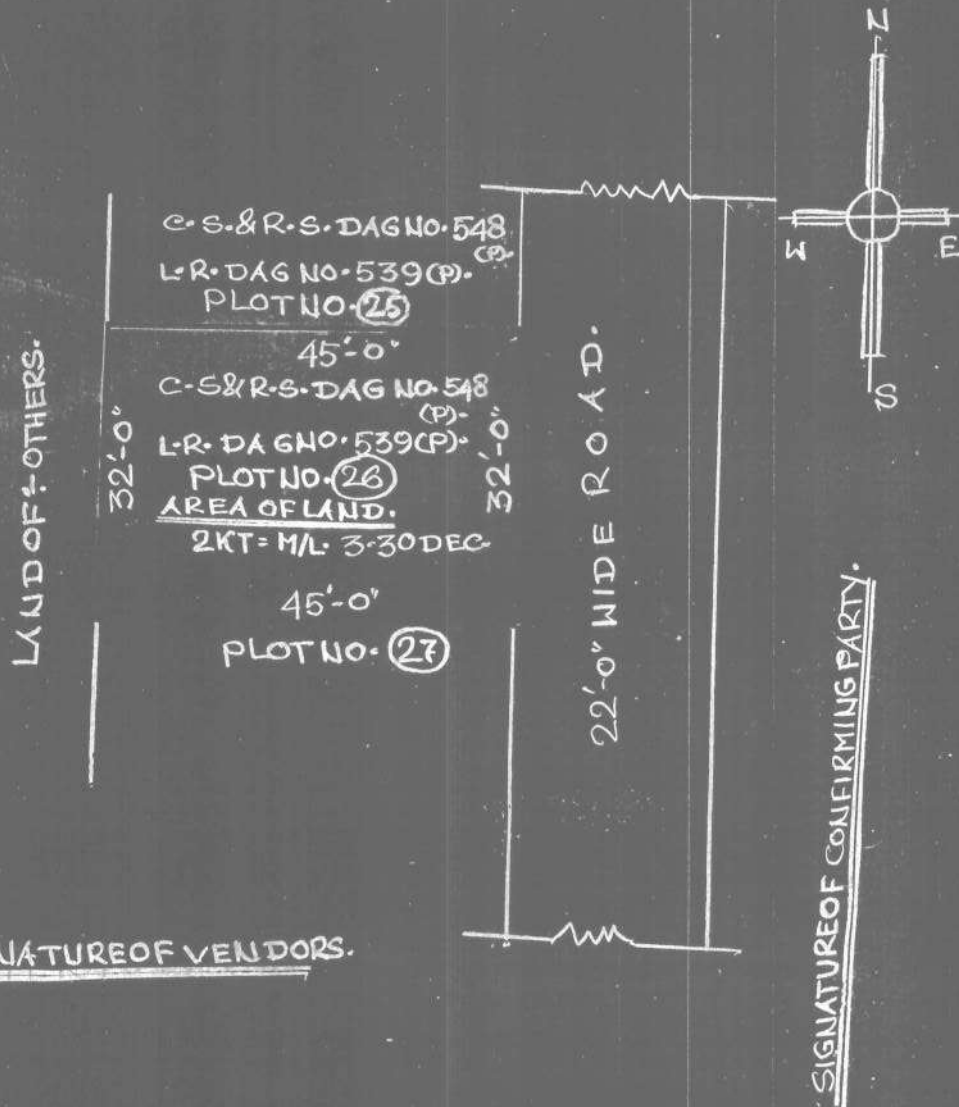 N
W
E
S
C.S.&R.S. DAG NO. 548
(P).
L.R. DAG NO. 539(P).
PLOT NO. 25
45'-0"
C-S&R.S. DAG NO. 548
(P).
L.R. DAG NO. 539(P).
PLOT NO. 26
AREA OF LAND.
2KT = M/L. 3.30 DEC
45'-0"
PLOT NO. 27
32'-0"
32'-0"
LAND OF:- OTHERS.
22'-0" WIDE ROAD.
NATURE OF VENDORS.
SIGNATURE OF CONFIRMING PARTY.